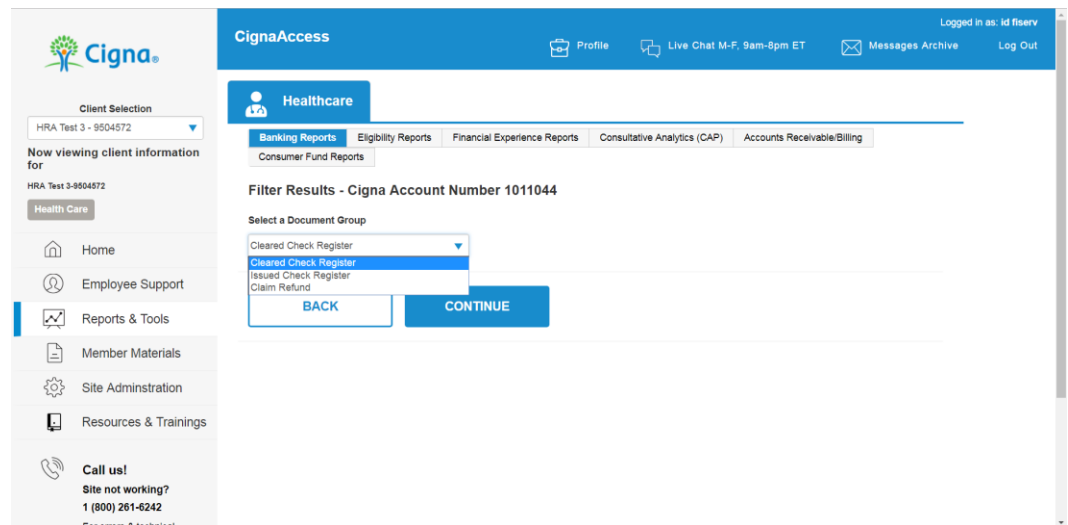 Logged in as: id fiserv
CignaAccess
Profile
Live Chat M-F, 9am-8pm ET
Messages Archive
Log Out
Cigna®
Client Selection
HRA Test 3 - 9504572
Now viewing client information
for
HRA Test 3-9504572
Health Care
Home
Employee Support
Reports & Tools
Member Materials
Site Adminstration
Resources & Trainings
Call us!
Site not working?
1 (800) 261-6242
Healthcare
Banking Reports
Eligibility Reports
Financial Experience Reports
Consultative Analytics (CAP)
Accounts Receivable/Billing
Consumer Fund Reports
Filter Results - Cigna Account Number 1011044
Select a Document Group
Cleared Check Register
Cleared Check Register
Issued Check Register
Claim Refund
BACK
CONTINUE